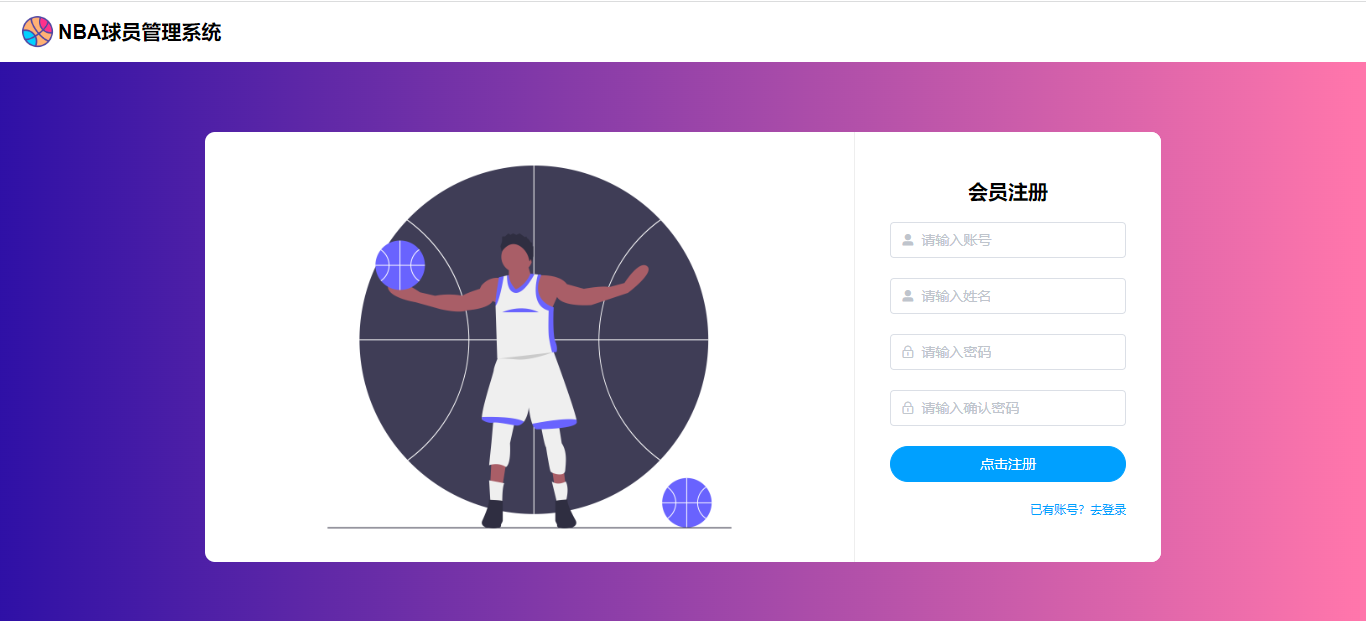 NBA球员管理系统
会员注册
请输入账号
请输入姓名
请输入密码
请输入确认密码
点击注册
已有账号？去登录